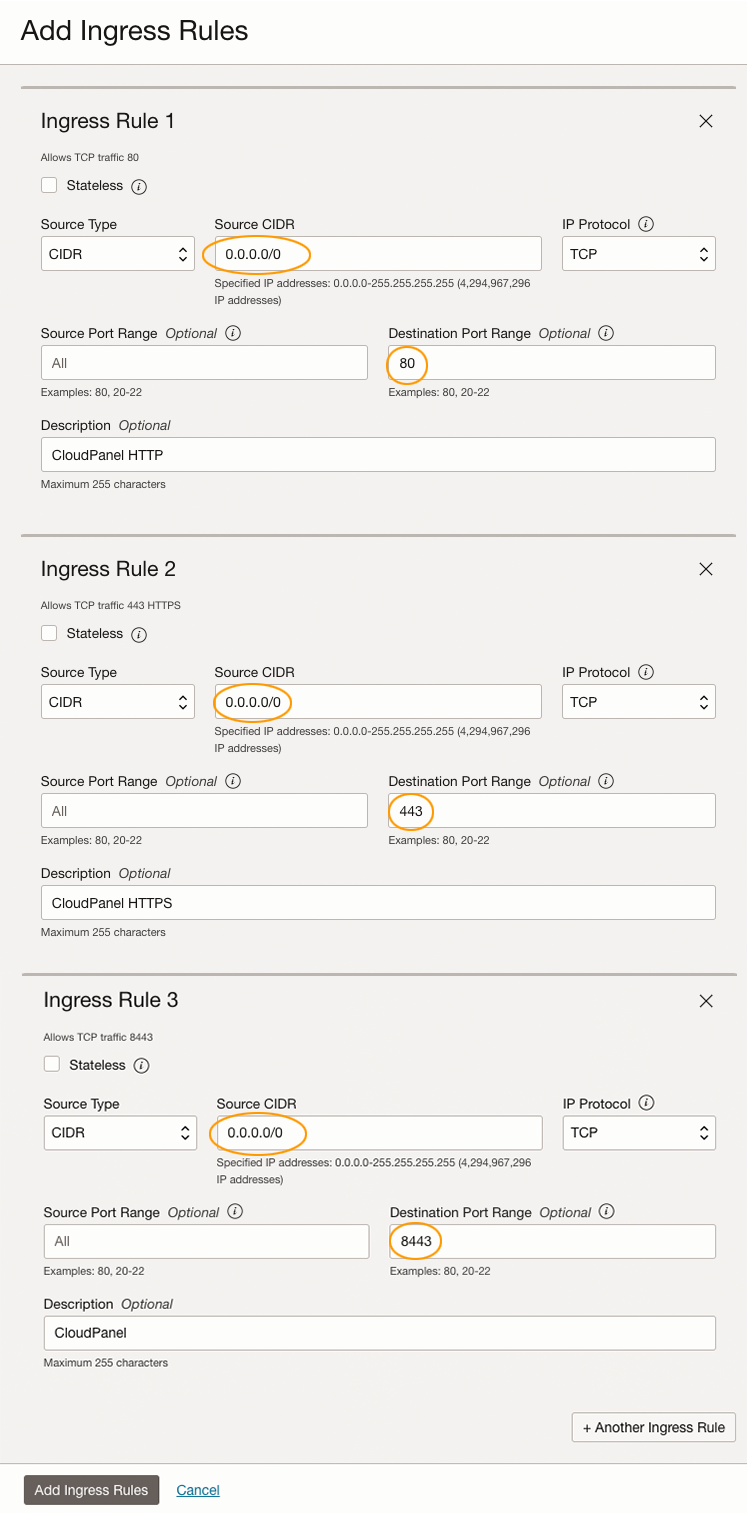 Add Ingress Rules
Ingress Rule 1
Allows TCP traffic 80
Stateless i
Source Type Source CIDR IP Protocol i
CIDR 0.0.0.0/0 TCP
Specified IP addresses: 0.0.0.0-255.255.255.255 (4,294,967,296
IP addresses)
Source Port Range Optional i Destination Port Range Optional i
All 80
Examples: 80, 20-22 Examples: 80, 20-22
Description Optional
CloudPanel HTTP
Maximum 255 characters
Ingress Rule 2
Allows TCP traffic 443 HTTPS
Stateless i
Source Type Source CIDR IP Protocol i
CIDR 0.0.0.0/0 TCP
Specified IP addresses: 0.0.0.0-255.255.255.255 (4,294,967,296
IP addresses)
Source Port Range Optional i Destination Port Range Optional i
All 443
Examples: 80, 20-22 Examples: 80, 20-22
Description Optional
CloudPanel HTTPS
Maximum 255 characters
Ingress Rule 3
Allows TCP traffic 8443
Stateless i
Source Type Source CIDR IP Protocol i
CIDR 0.0.0.0/0 TCP
Specified IP addresses: 0.0.0.0-255.255.255.255 (4,294,967,296
IP addresses)
Source Port Range Optional i Destination Port Range Optional i
All 8443
Examples: 80, 20-22 Examples: 80, 20-22
Description Optional
CloudPanel
Maximum 255 characters
+ Another Ingress Rule
Add Ingress Rules Cancel